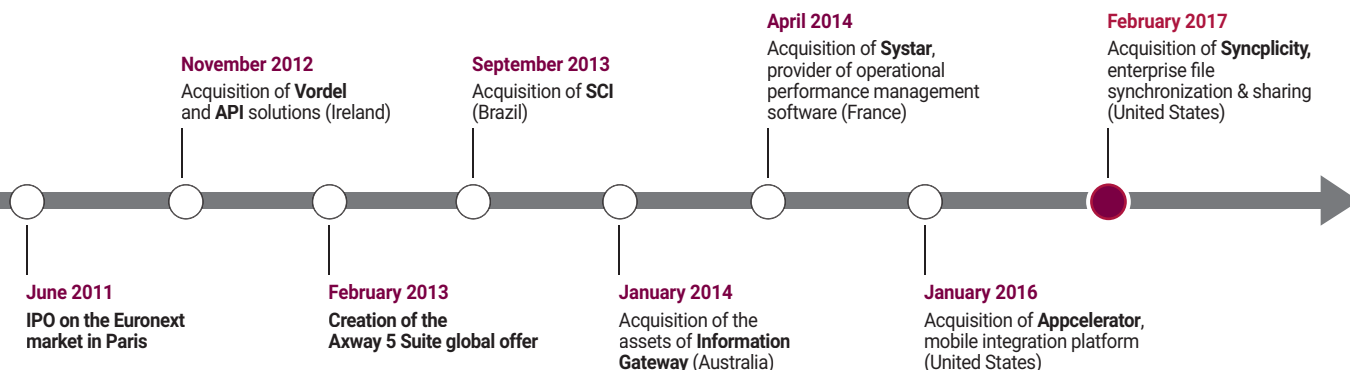 April 2014
Acquisition of Systar,
provider of operational
performance management
software (France)
February 2017
Acquisition of Syncplicity,
enterprise file
synchronization & sharing
(United States)
November 2012
Acquisition of Vordel
and API solutions (Ireland)
September 2013
Acquisition of SCI
(Brazil)
June 2011
IPO on the Euronext
market in Paris
February 2013
Creation of the
Axway 5 Suite global offer
January 2014
Acquisition of the
assets of Information
Gateway (Australia)
January 2016
Acquisition of Appcelerator,
mobile integration platform
(United States)